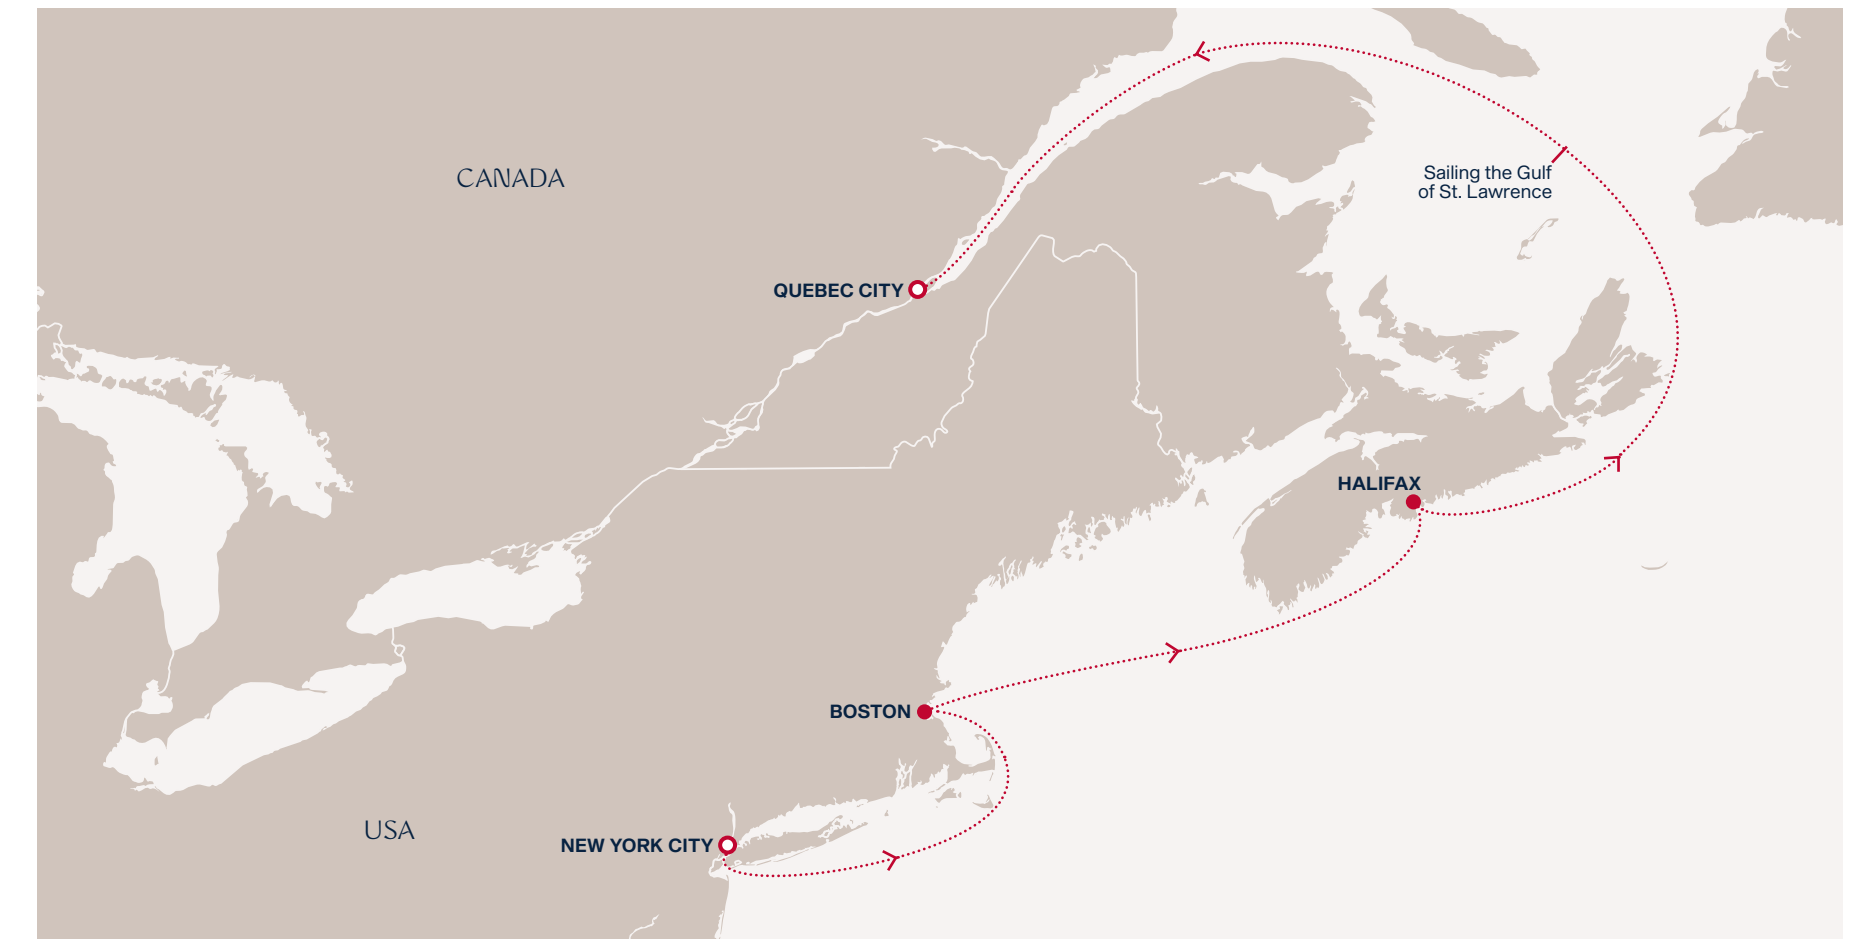 CANADA
Sailing the Gulf
of St. Lawrence
QUEBEC CITY
HALIFAX
BOSTON
USA
NEW YORK CITY